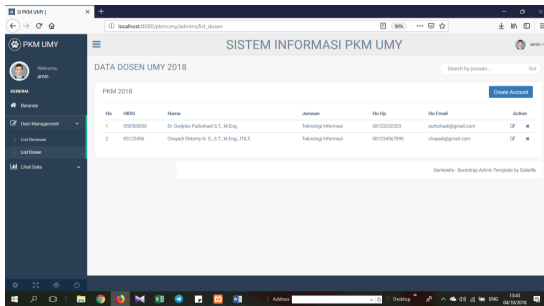 SI PKM UMY |
localhost:8080/pkmumy/admins/list_dosen
90%
PKM UMY
SISTEM INFORMASI PKM UMY
amin
Welcome,
amin
DATA DOSEN UMY 2018
Search by jurusan...
Go!
GENERAL
PKM 2018
Create Account
Beranda
No NIDN Nama Jurusan No Hp No Email Action
User Management
1 050505050 Dr. Dwijoko Purbohadi S.T., M.Eng. Teknologi Informasi 08123232323 purbohadi@gmail.com
List Reviewer
2 05123456 Chayadi Oktomy N. S., S.T., M.Eng., ITILF Teknologi Informasi 081234567890 chayadi@gmail.com
List Dosen
Lihat Data
Gentelella - Bootstrap Admin Template by Colorlib
Address
Desktop
ENG
13:43
04/10/2018